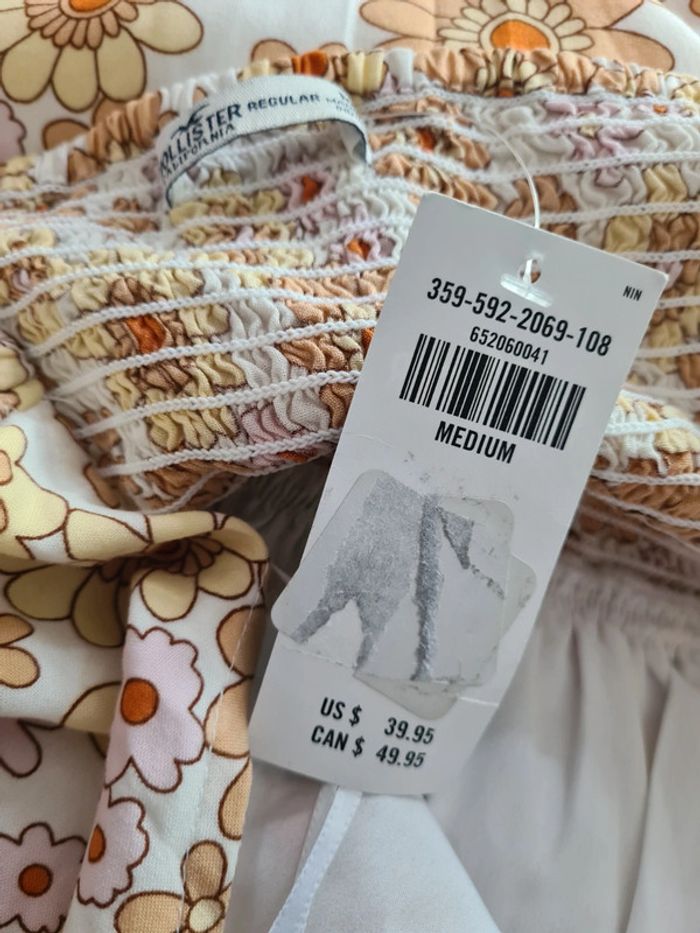 HOLLISTER
CALIFORNIA
REGULAR
NIN
359-592-2069-108
652060041
MEDIUM
US $ 39.95
CAN $ 49.95